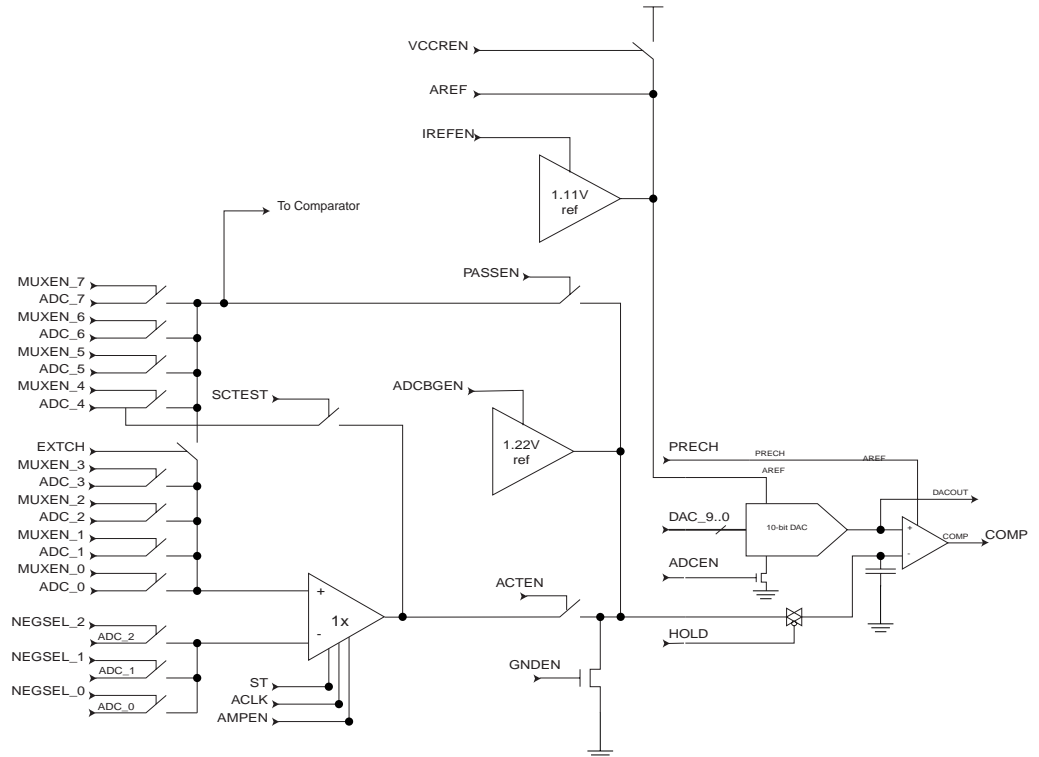 VCCREN
AREF
IREFEN
1.11V
ref
To Comparator
PASSEN
MUXEN_7
ADC_7
MUXEN_6
ADC_6
MUXEN_5
ADC_5
MUXEN_4
ADC_4
SCTEST
ADCBGEN
1.22V
ref
EXTCH
MUXEN_3
ADC_3
MUXEN_2
ADC_2
MUXEN_1
ADC_1
MUXEN_0
ADC_0
PRECH
PRECH
AREF
AREF
DACOUT
DAC_9..0
10-bit DAC
+
-
COMP
COMP
ADCEN
ACTEN
+
-
1x
NEGSEL_2
ADC_2
NEGSEL_1
ADC_1
NEGSEL_0
ADC_0
HOLD
GNDEN
ST
ACLK
AMPEN